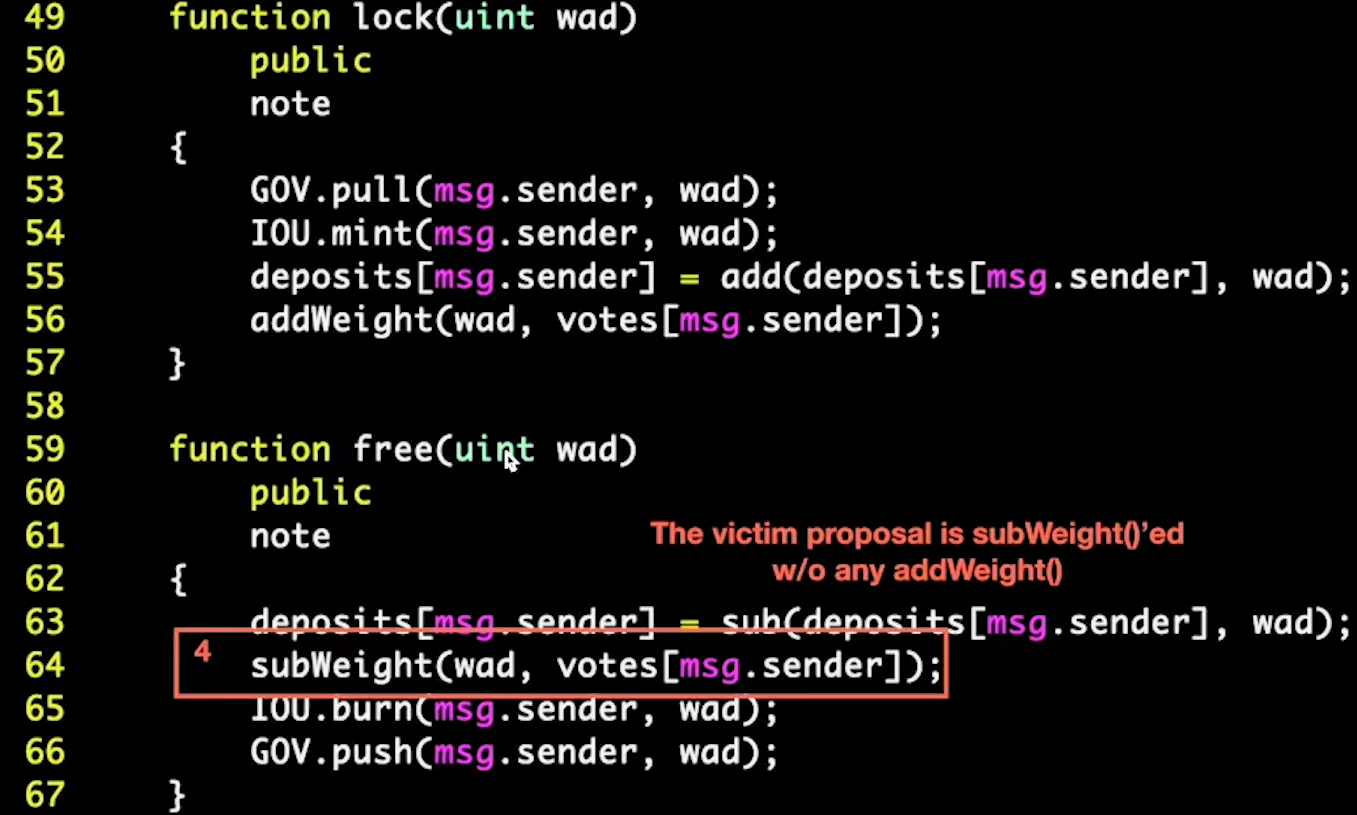 49 function lock(uint wad)
50 public
51 note
52 {
53 GOV.pull(msg.sender, wad);
54 IOU.mint(msg.sender, wad);
55 deposits[msg.sender] = add(deposits[msg.sender], wad);
56 addWeight(wad, votes[msg.sender]);
57 }
58
59 function free(uint wad)
60 public
61 note
The victim proposal is subWeight()’ed
w/o any addWeight()
62 {
63 deposits[msg.sender] = sub(deposits[msg.sender], wad);
4
64 subWeight(wad, votes[msg.sender]);
65 IOU.burn(msg.sender, wad);
66 GOV.push(msg.sender, wad);
67 }